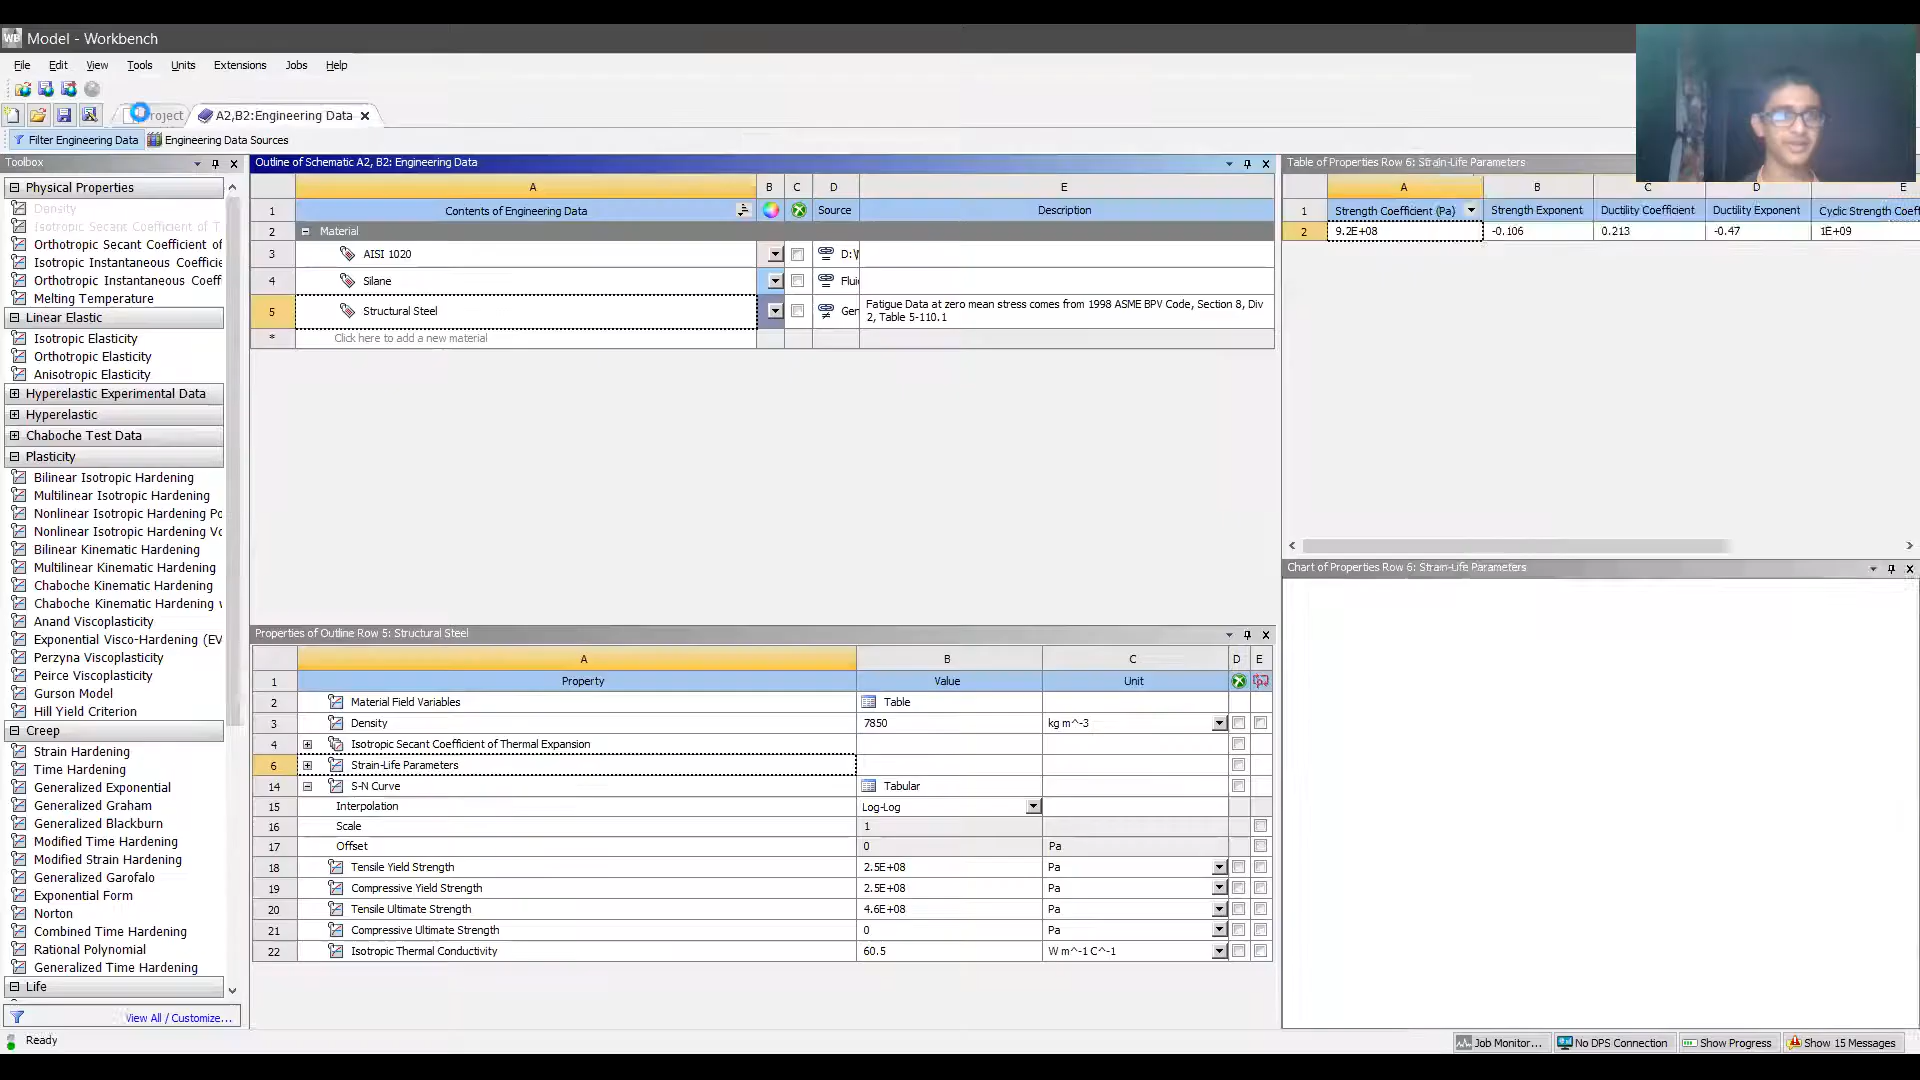 WB Model - Workbench
File Edit View Tools Units Extensions Jobs Help
roject A2,B2:Engineering Data
Filter Engineering Data Engineering Data Sources
Toolbox
Physical Properties
Density
Isotropic Secant Coefficient of T
Orthotropic Secant Coefficient of
Isotropic Instantaneous Coefficie
Orthotropic Instantaneous Coeff
Melting Temperature
Linear Elastic
Isotropic Elasticity
Orthotropic Elasticity
Anisotropic Elasticity
Hyperelastic Experimental Data
Hyperelastic
Chaboche Test Data
Plasticity
Bilinear Isotropic Hardening
Multilinear Isotropic Hardening
Nonlinear Isotropic Hardening Po
Nonlinear Isotropic Hardening Vo
Bilinear Kinematic Hardening
Multilinear Kinematic Hardening
Chaboche Kinematic Hardening
Chaboche Kinematic Hardening
Anand Viscoplasticity
Exponential Visco-Hardening (EV
Perzyna Viscoplasticity
Peirce Viscoplasticity
Gurson Model
Hill Yield Criterion
Creep
Strain Hardening
Time Hardening
Generalized Exponential
Generalized Graham
Generalized Blackburn
Modified Time Hardening
Modified Strain Hardening
Generalized Garofalo
Exponential Form
Norton
Combined Time Hardening
Rational Polynomial
Generalized Time Hardening
Life
View All / Customize...
Outline of Schematic A2, B2: Engineering Data
A B C D E
1 Contents of Engineering Data Source Description
2 Material
3 AISI 1020 D:\
4 Silane Flui
5 Structural Steel Ger Fatigue Data at zero mean stress comes from 1998 ASME BPV Code, Section 8, Div
2, Table 5-110.1
* Click here to add a new material
Properties of Outline Row 5: Structural Steel
A B C D E
1 Property Value Unit
2 Material Field Variables Table
3 Density 7850 kg m^-3
4 Isotropic Secant Coefficient of Thermal Expansion
6 Strain-Life Parameters
14 S-N Curve Tabular
15 Interpolation Log-Log
16 Scale 1
17 Offset 0 Pa
18 Tensile Yield Strength 2.5E+08 Pa
19 Compressive Yield Strength 2.5E+08 Pa
20 Tensile Ultimate Strength 4.6E+08 Pa
21 Compressive Ultimate Strength 0 Pa
22 Isotropic Thermal Conductivity 60.5 W m^-1 C^-1
Table of Properties Row 6: Strain-Life Parameters
A B C D E
1 Strength Coefficient (Pa) Strength Exponent Ductility Coefficient Ductility Exponent Cyclic Strength Coeff
2 9.2E+08 -0.106 0.213 -0.47 1E+09
Chart of Properties Row 6: Strain-Life Parameters
Ready Job Monitor... No DPS Connection Show Progress Show 15 Messages